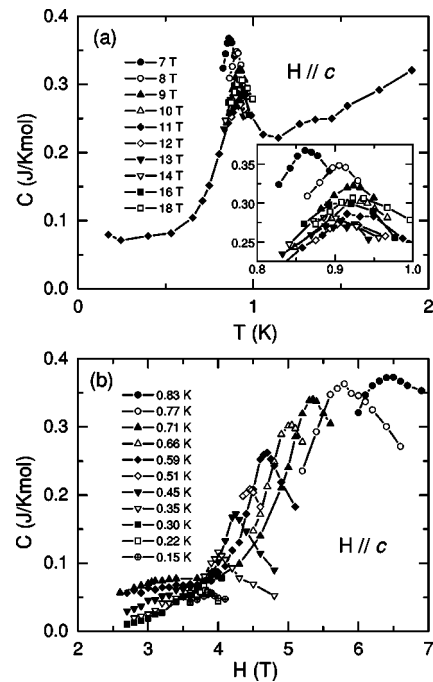 (a)
H // c
7 T
8 T
9 T
10 T
11 T
12 T
13 T
14 T
16 T
18 T
C (J/Kmol)
0.4
0.3
0.2
0.1
0.0
0.35
0.30
0.25
0.8 0.9 1.0
0 1 2
T (K)
(b)
0.83 K
0.77 K
0.71 K
0.66 K
0.59 K
0.51 K
0.45 K
0.35 K
0.30 K
0.22 K
0.15 K
H // c
C (J/Kmol)
0.4
0.3
0.2
0.1
0.0
2 3 4 5 6 7
H (T)